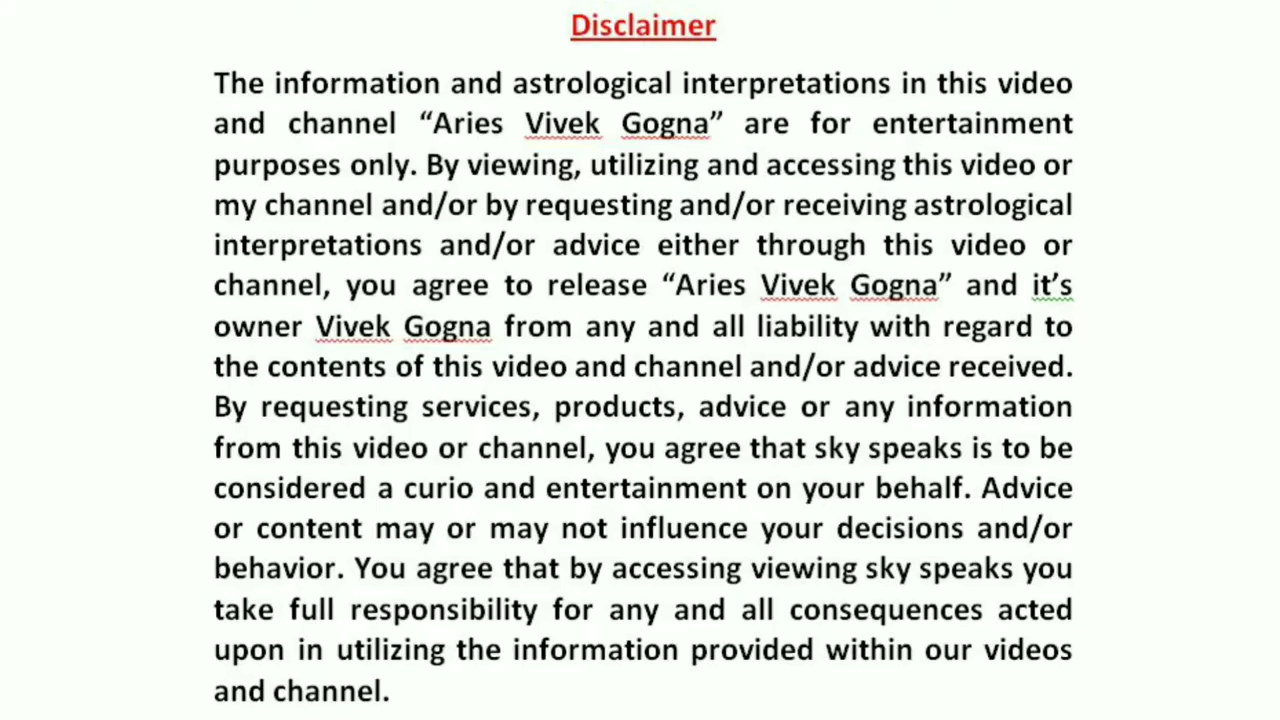 Disclaimer
The information and astrological interpretations in this video
and channel “Aries Vivek Gogna” are for entertainment
purposes only. By viewing, utilizing and accessing this video or
my channel and/or by requesting and/or receiving astrological
interpretations and/or advice either through this video or
channel, you agree to release “Aries Vivek Gogna” and it’s
owner Vivek Gogna from any and all liability with regard to
the contents of this video and channel and/or advice received.
By requesting services, products, advice or any information
from this video or channel, you agree that sky speaks is to be
considered a curio and entertainment on your behalf. Advice
or content may or may not influence your decisions and/or
behavior. You agree that by accessing viewing sky speaks you
take full responsibility for any and all consequences acted
upon in utilizing the information provided within our videos
and channel.